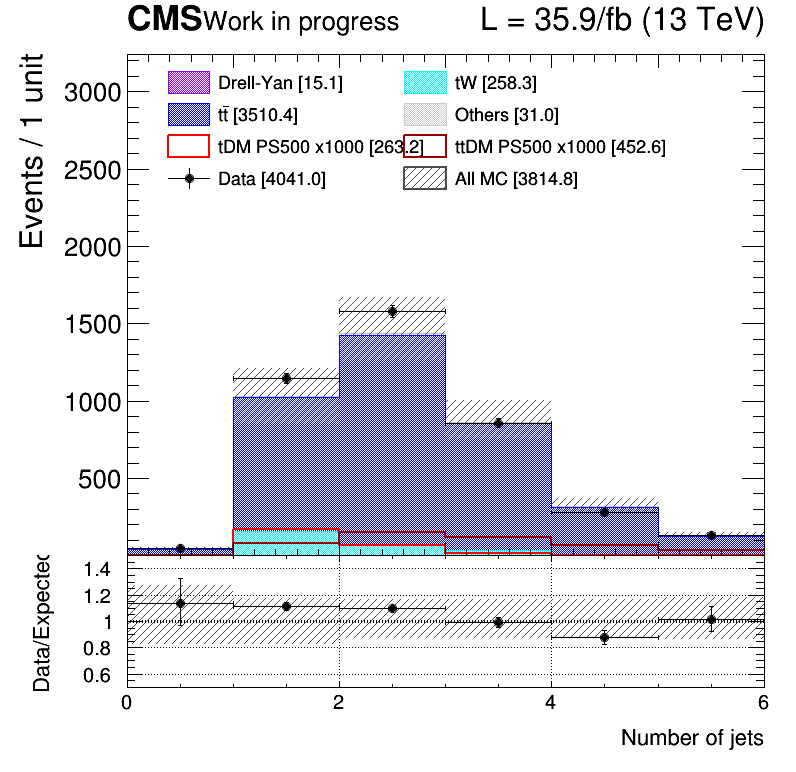 CMS Work in progress L = 35.9/fb (13 TeV)
Events / 1 unit
3000
2500
2000
1500
1000
500
Drell-Yan [15.1] tW [258.3]
tt̄ [3510.4] Others [31.0]
tDM PS500 x1000 [263.2] ttDM PS500 x1000 [452.6]
Data [4041.0] All MC [3814.8]
Data/Expected
1.4
1.2
1
0.8
0.6
0 2 4 6
Number of jets